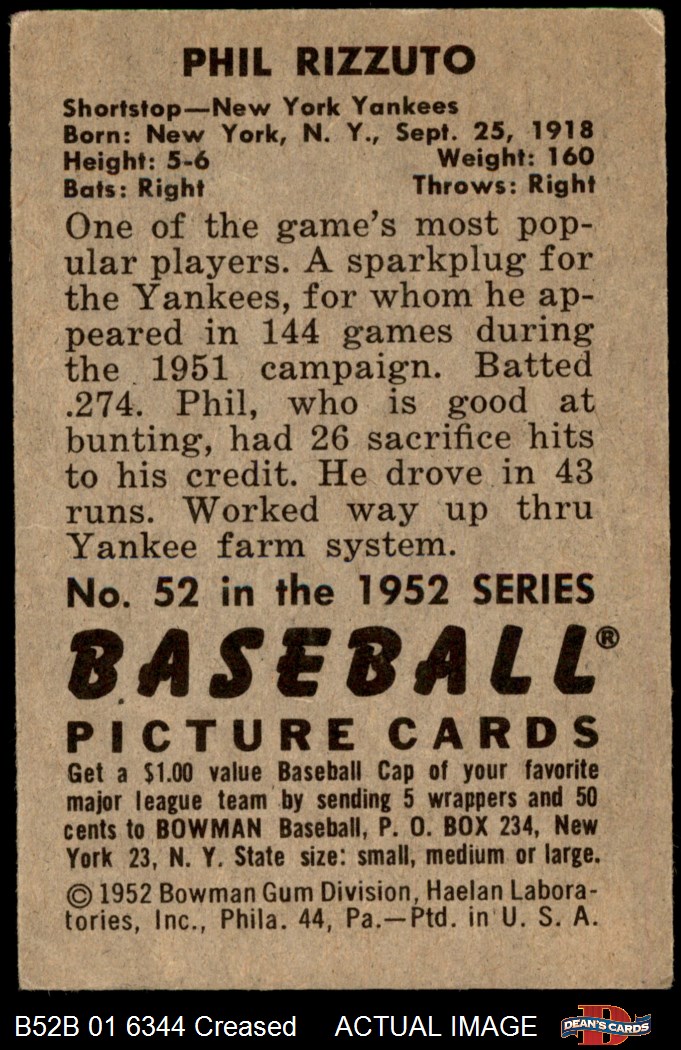 PHIL RIZZUTO
Shortstop—New York Yankees
Born: New York, N. Y., Sept. 25, 1918
Height: 5-6 Weight: 160
Bats: Right Throws: Right
One of the game's most pop-
ular players. A sparkplug for
the Yankees, for whom he ap-
peared in 144 games during
the 1951 campaign. Batted
.274. Phil, who is good at
bunting, had 26 sacrifice hits
to his credit. He drove in 43
runs. Worked way up thru
Yankee farm system.
No. 52 in the 1952 SERIES
BASEBALL®
PICTURE CARDS
Get a $1.00 value Baseball Cap of your favorite
major league team by sending 5 wrappers and 50
cents to BOWMAN Baseball, P. O. BOX 234, New
York 23, N. Y. State size: small, medium or large.
© 1952 Bowman Gum Division, Haelan Labora-
tories, Inc., Phila. 44, Pa.—Ptd. in U. S. A.
B52B 01 6344 Creased ACTUAL IMAGE
D
DEAN'S CARDS